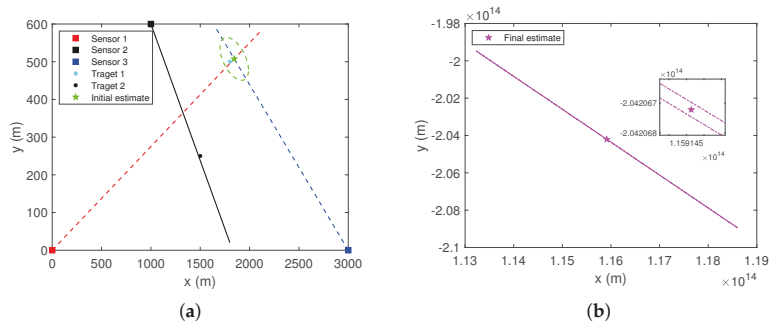 600
500
400
300
200
100
0
y (m)
Sensor 1
Sensor 2
Sensor 3
Traget 1
Traget 2
Initial estimate
0 500 1000 1500 2000 2500 3000
x (m)
(a)
×10^14
-1.98
-2
-2.02
-2.04
-2.06
-2.08
-2.1
y (m)
Final estimate
×10^14
-2.042067
-2.042068
1.159145
×10^14
1.13 1.14 1.15 1.16 1.17 1.18 1.19
x (m)
×10^14
(b)